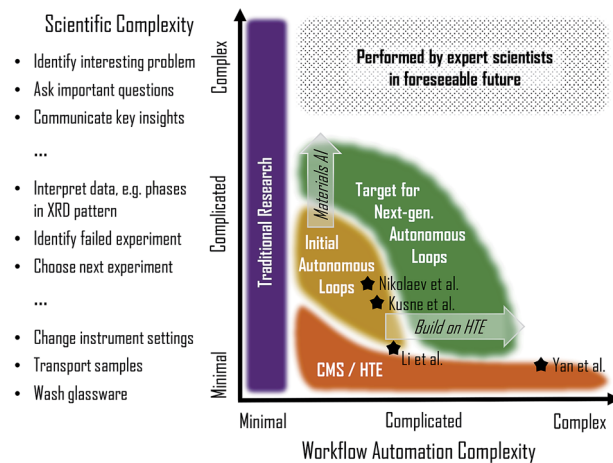 Scientific Complexity
• Identify interesting problem
• Ask important questions
• Communicate key insights
...
• Interpret data, e.g. phases
in XRD pattern
• Identify failed experiment
• Choose next experiment
...
• Change instrument settings
• Transport samples
• Wash glassware
Complex
Complicated
Minimal
Traditional Research
Performed by expert scientists
in foreseeable future
Materials AI
Target for
Next-gen.
Autonomous
Loops
Initial
Autonomous
Loops
Nikolaev et al.
Kusne et al.
Build on HTE
Li et al.
Yan et al.
CMS / HTE
Minimal
Complicated
Complex
Workflow Automation Complexity